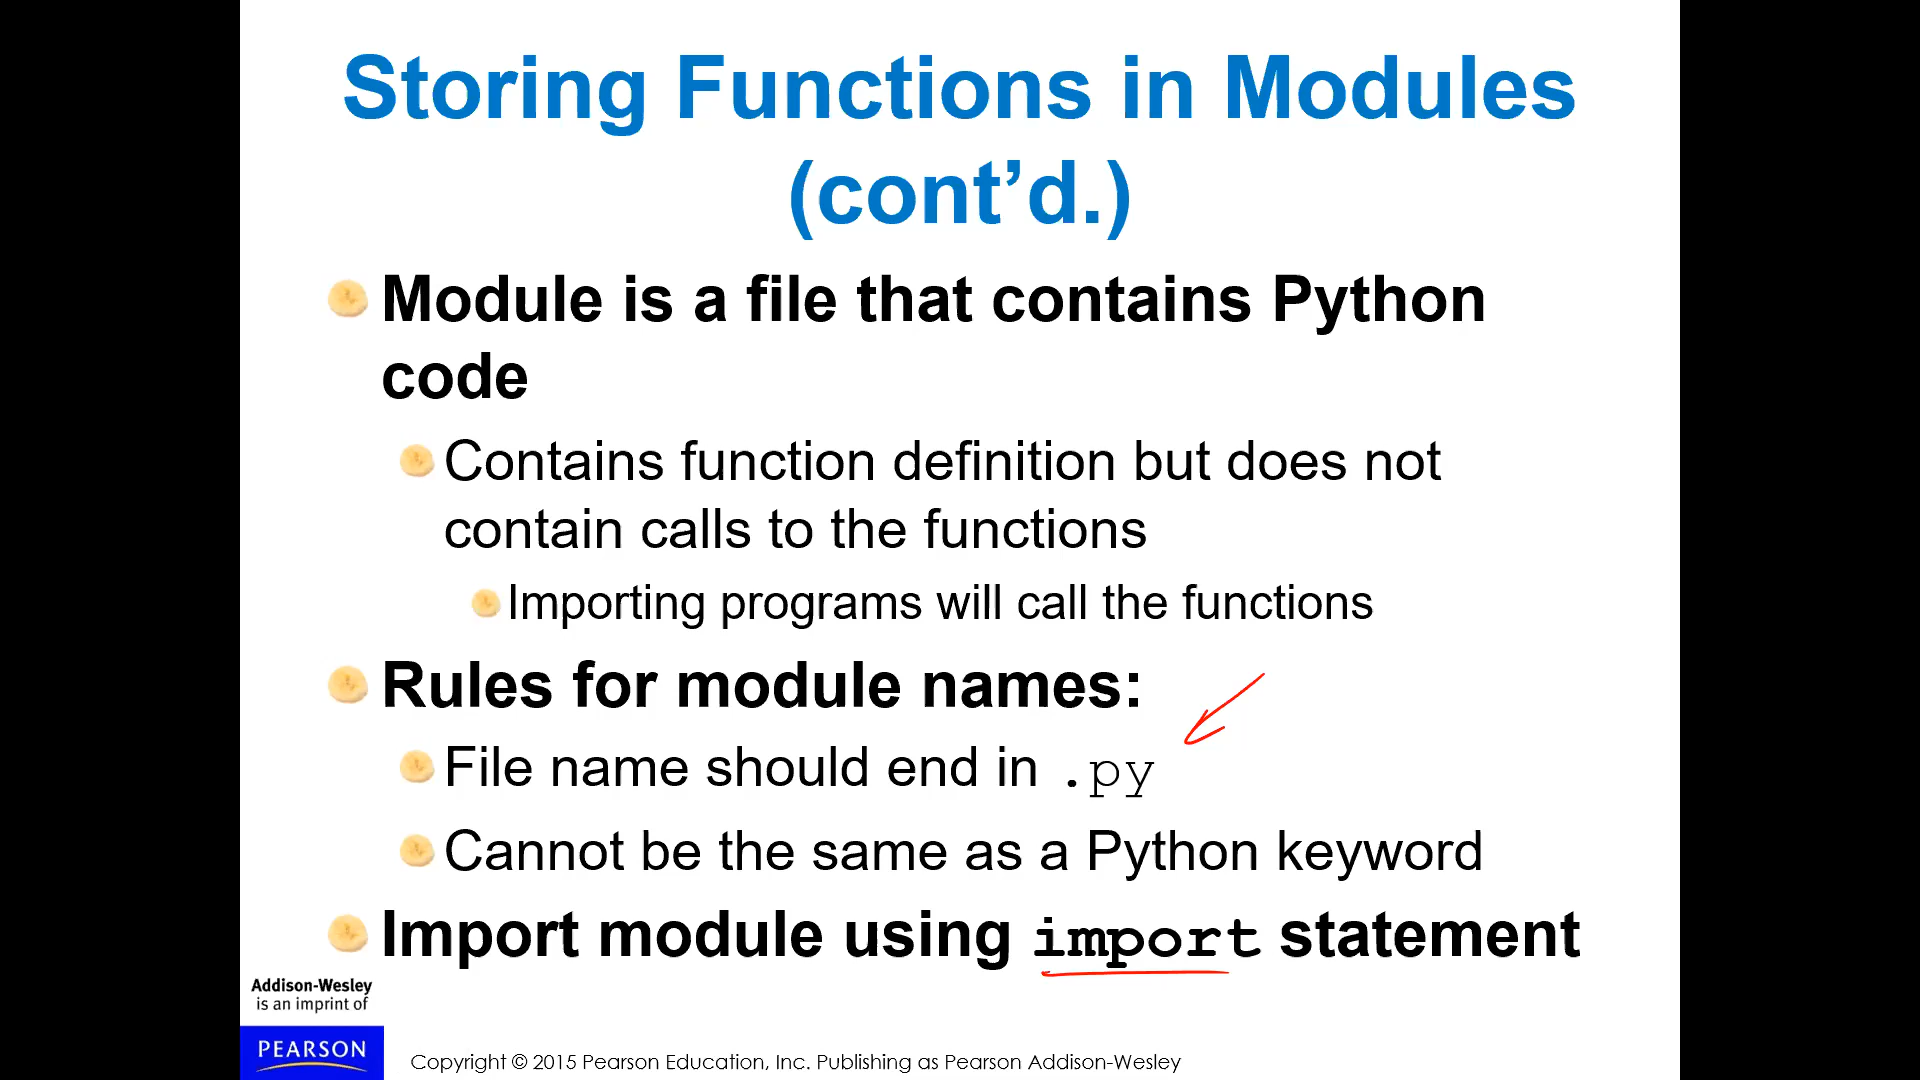 Storing Functions in Modules
(cont’d.)
Module is a file that contains Python
code
Contains function definition but does not
contain calls to the functions
Importing programs will call the functions
Rules for module names:
File name should end in .py
Cannot be the same as a Python keyword
Import module using import statement
Addison-Wesley
is an imprint of
PEARSON
Copyright © 2015 Pearson Education, Inc. Publishing as Pearson Addison-Wesley